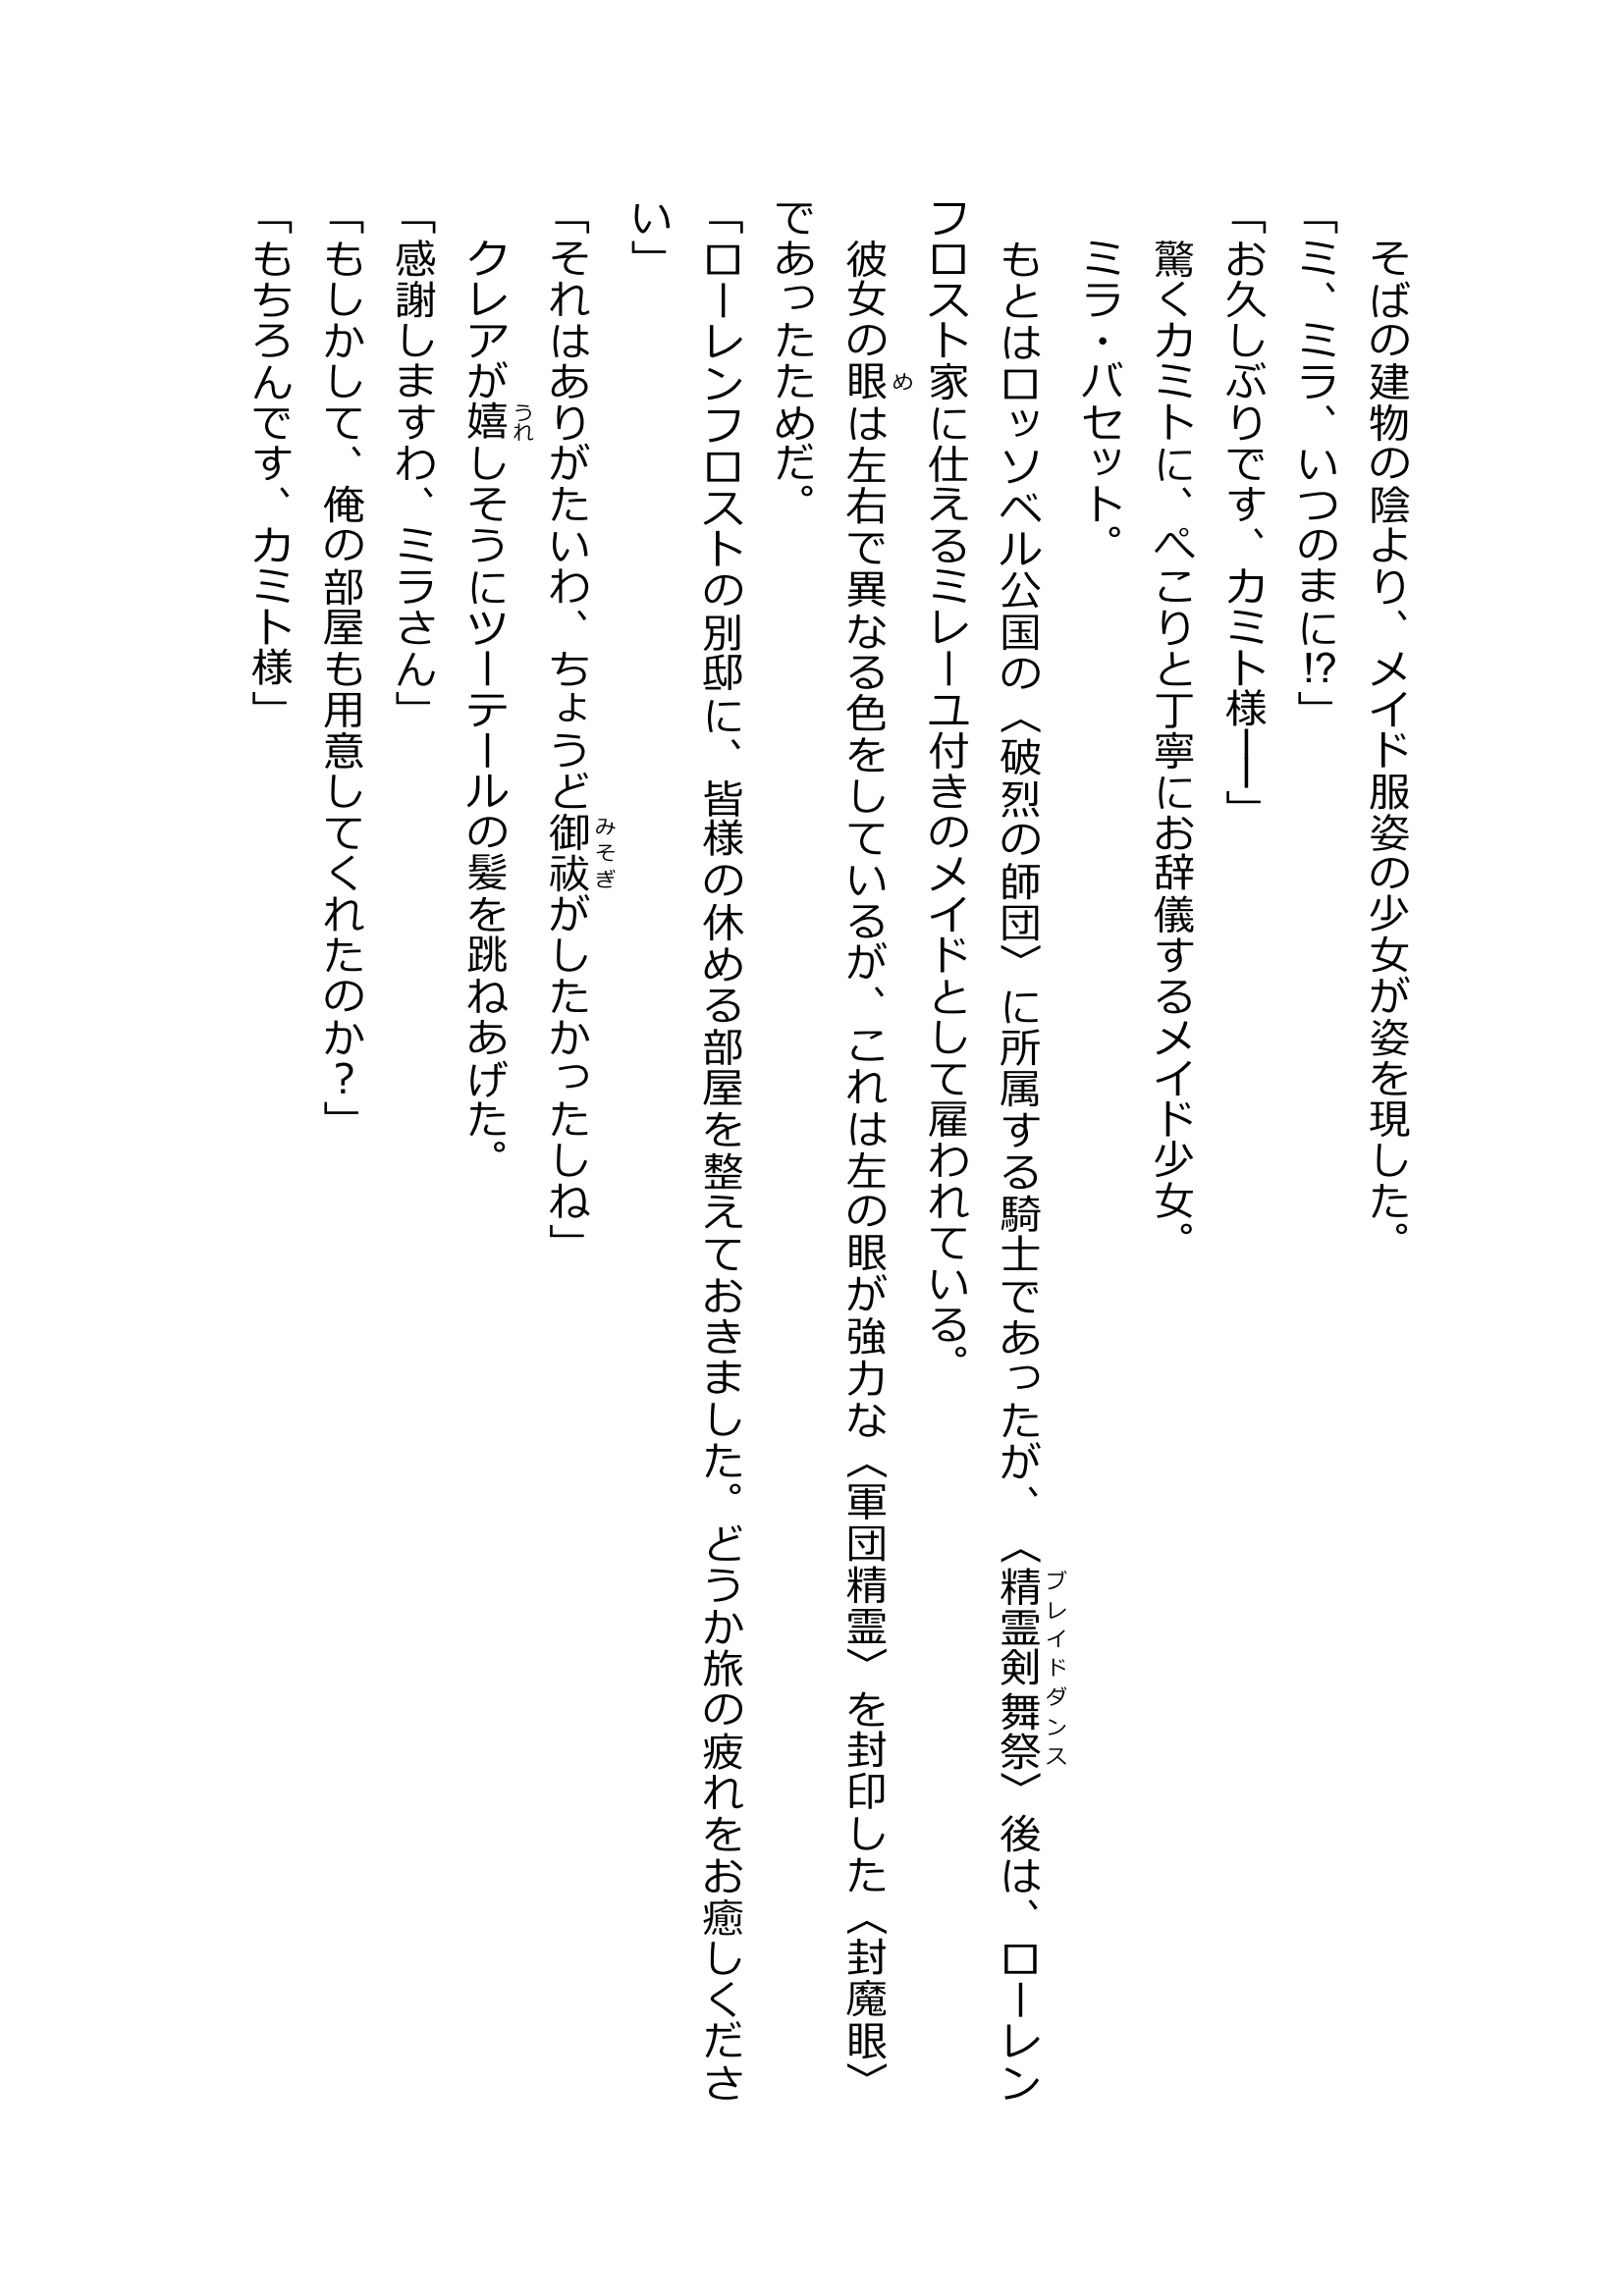 そばの建物の陰より、メイド服姿の少女が姿を現した。
「ミ、ミラ、いつのまに!?」
「お久しぶりです、カミト様――」
驚くカミトに、ぺこりと丁寧にお辞儀するメイド少女。
ミラ・バセット。
もとはロッソベル公国の〈破烈の師団〉に所属する騎士であったが、〈精霊剣舞祭〉後は、ローレン
ブレイドダンス
フロスト家に仕えるミレーユ付きのメイドとして雇われている。
彼女の眼は左右で異なる色をしているが、これは左の眼が強力な〈軍団精霊〉を封印した〈封魔眼〉
め
であったためだ。
「ローレンフロストの別邸に、皆様の休める部屋を整えておきました。どうか旅の疲れをお癒しくださ
い」
「それはありがたいわ、ちょうど御祓がしたかったしね」
みそぎ
クレアが嬉しそうにツーテールの髪を跳ねあげた。
うれ
「感謝しますわ、ミラさん」
「もしかして、俺の部屋も用意してくれたのか?」
「もちろんです、カミト様」